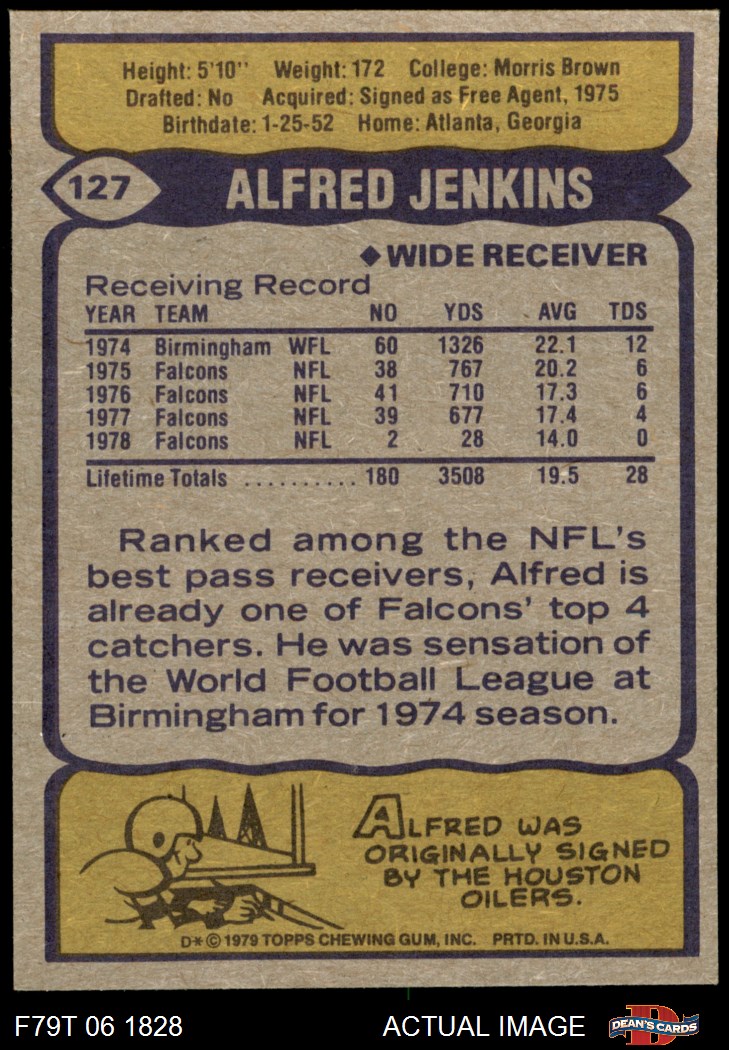 Height: 5'10" Weight: 172 College: Morris Brown
Drafted: No Acquired: Signed as Free Agent, 1975
Birthdate: 1-25-52 Home: Atlanta, Georgia
127 ALFRED JENKINS
◆ WIDE RECEIVER
Receiving Record
YEAR TEAM NO YDS AVG TDS
1974 Birmingham WFL 60 1326 22.1 12
1975 Falcons NFL 38 767 20.2 6
1976 Falcons NFL 41 710 17.3 6
1977 Falcons NFL 39 677 17.4 4
1978 Falcons NFL 2 28 14.0 0
Lifetime Totals .......... 180 3508 19.5 28
Ranked among the NFL's
best pass receivers, Alfred is
already one of Falcons' top 4
catchers. He was sensation of
the World Football League at
Birmingham for 1974 season.
ALFRED WAS
ORIGINALLY SIGNED
BY THE HOUSTON
OILERS.
D* © 1979 TOPPS CHEWING GUM, INC. PRTD. IN U.S.A.
F79T 06 1828 ACTUAL IMAGE DEAN'S CARDS